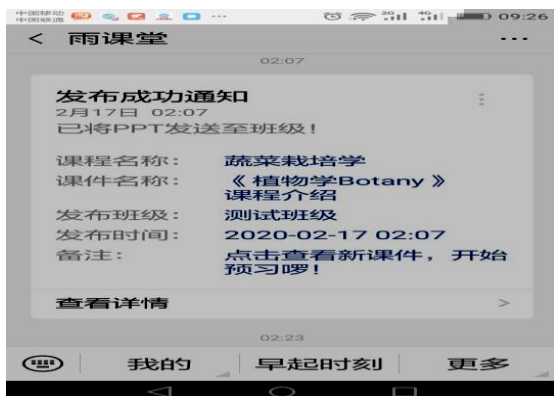 中国移动
中国联通
2G 4G 09:26
< 雨课堂 ...
02:07
发布成功通知
2月17日 02:07
已将PPT发送至班级！
课程名称： 蔬菜栽培学
课件名称： 《植物学Botany》
课程介绍
发布班级： 测试班级
发布时间： 2020-02-17 02:07
备注： 点击查看新课件，开始
预习啰！
查看详情 >
02:23
我的 早起时刻 更多